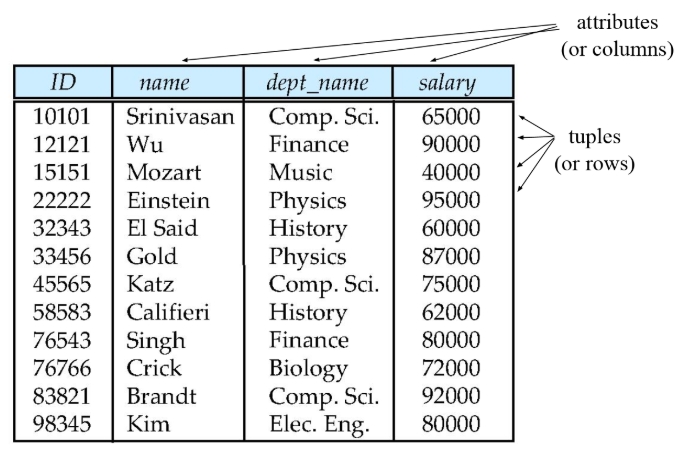 attributes
(or columns)
ID name dept_name salary
10101 Srinivasan Comp. Sci. 65000
12121 Wu Finance 90000
15151 Mozart Music 40000
22222 Einstein Physics 95000
32343 El Said History 60000
33456 Gold Physics 87000
45565 Katz Comp. Sci. 75000
58583 Califieri History 62000
76543 Singh Finance 80000
76766 Crick Biology 72000
83821 Brandt Comp. Sci. 92000
98345 Kim Elec. Eng. 80000
tuples
(or rows)